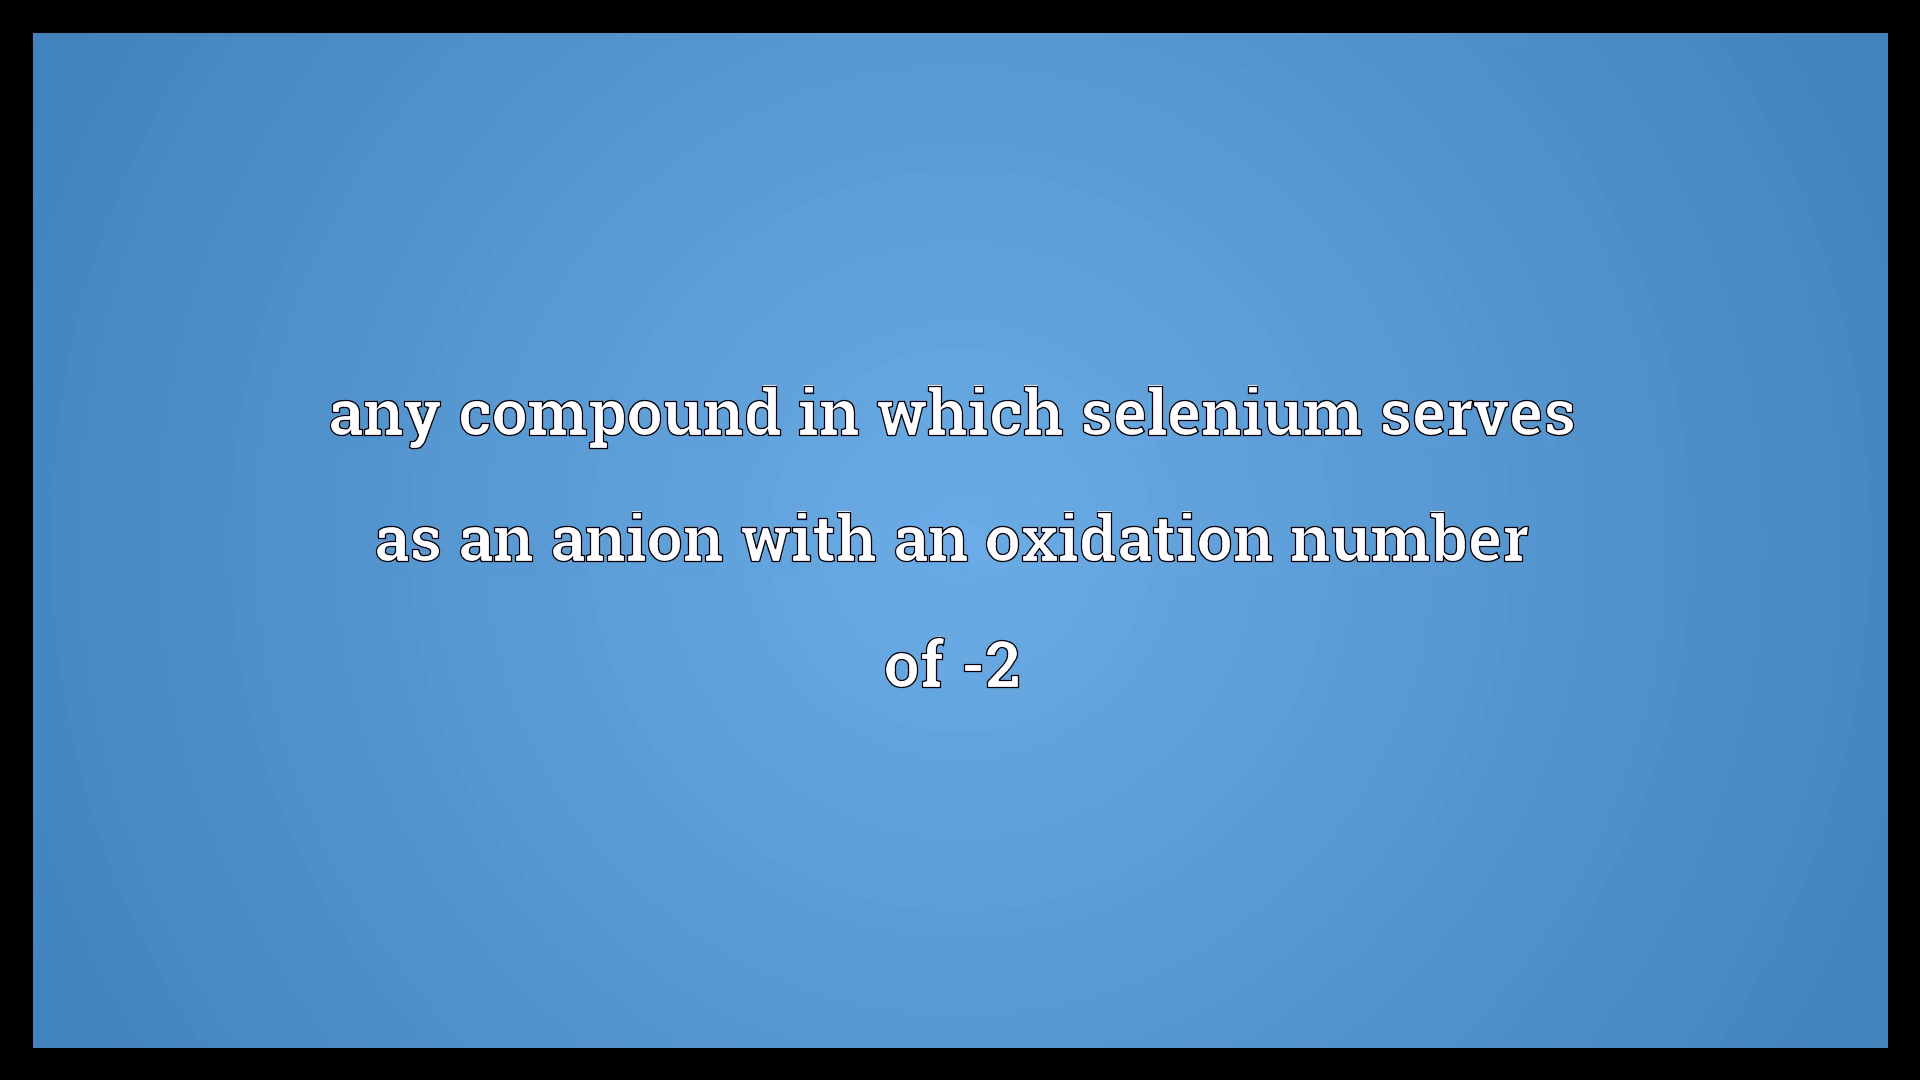 any compound in which selenium serves
as an anion with an oxidation number
of -2